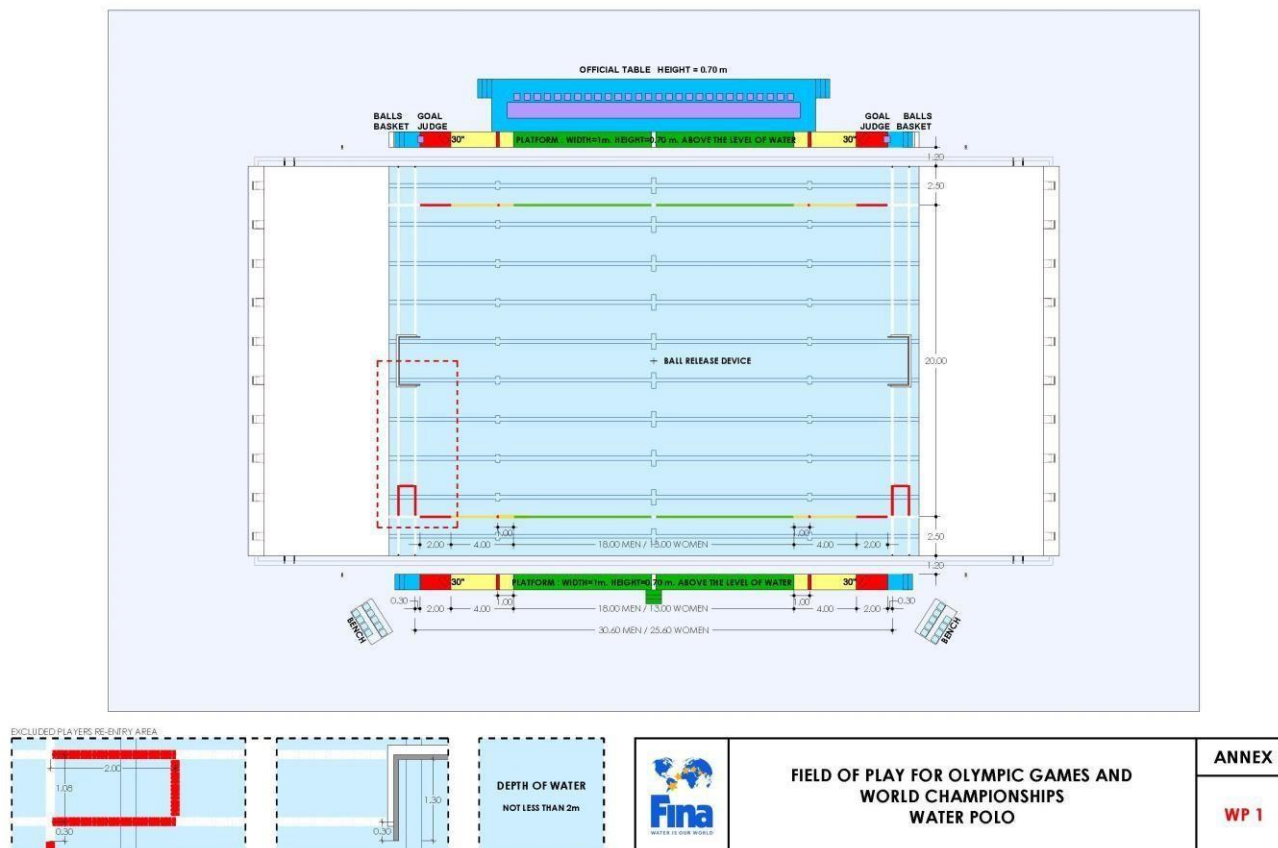 OFFICIAL TABLE HEIGHT = 0.70 m
BALLS
BASKET
GOAL
JUDGE
GOAL
JUDGE
BALLS
BASKET
30"
PLATFORM : WIDTH=1m. HEIGHT=0.70 m. ABOVE THE LEVEL OF WATER
30"
1.20
2.50
BALL RELEASE DEVICE
20.00
1.00
1.00
2.00
4.00
18.00 MEN / 13.00 WOMEN
4.00
2.00
2.50
1.20
30"
PLATFORM : WIDTH=1m. HEIGHT=0.70 m. ABOVE THE LEVEL OF WATER
30"
0.30
1.00
1.00
0.30
2.00
4.00
18.00 MEN / 13.00 WOMEN
4.00
2.00
BENCH
30.60 MEN / 25.60 WOMEN
BENCH
EXCLUDED PLAYERS RE-ENTRY AREA
2.00
1.08
0.30
1.30
0.30
DEPTH OF WATER
NOT LESS THAN 2m
Fina
WATER IS OUR WORLD
FIELD OF PLAY FOR OLYMPIC GAMES AND
WORLD CHAMPIONSHIPS
WATER POLO
ANNEX
WP 1